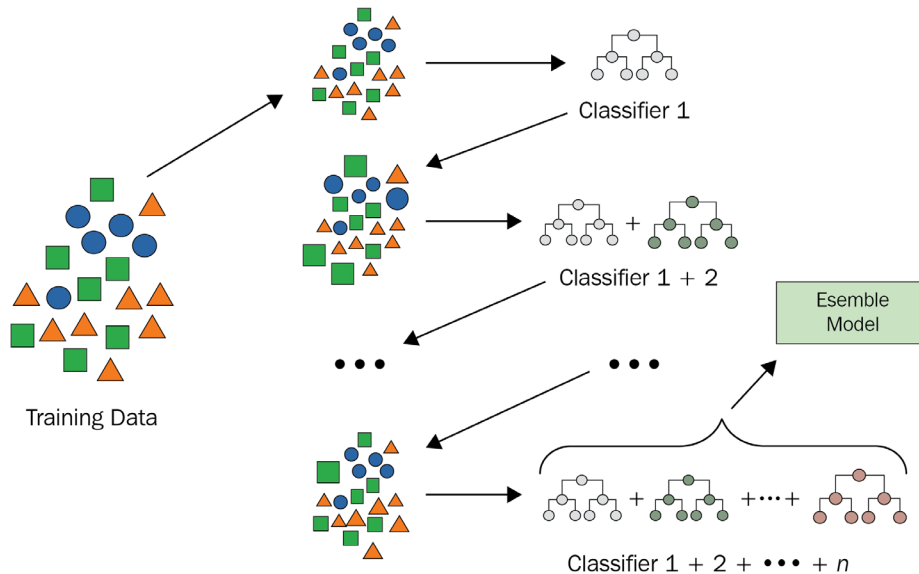 Classifier 1
+
Classifier 1 + 2
Esemble
Model
•••
•••
Training Data
+ +•••+
Classifier 1 + 2 + ••• + n